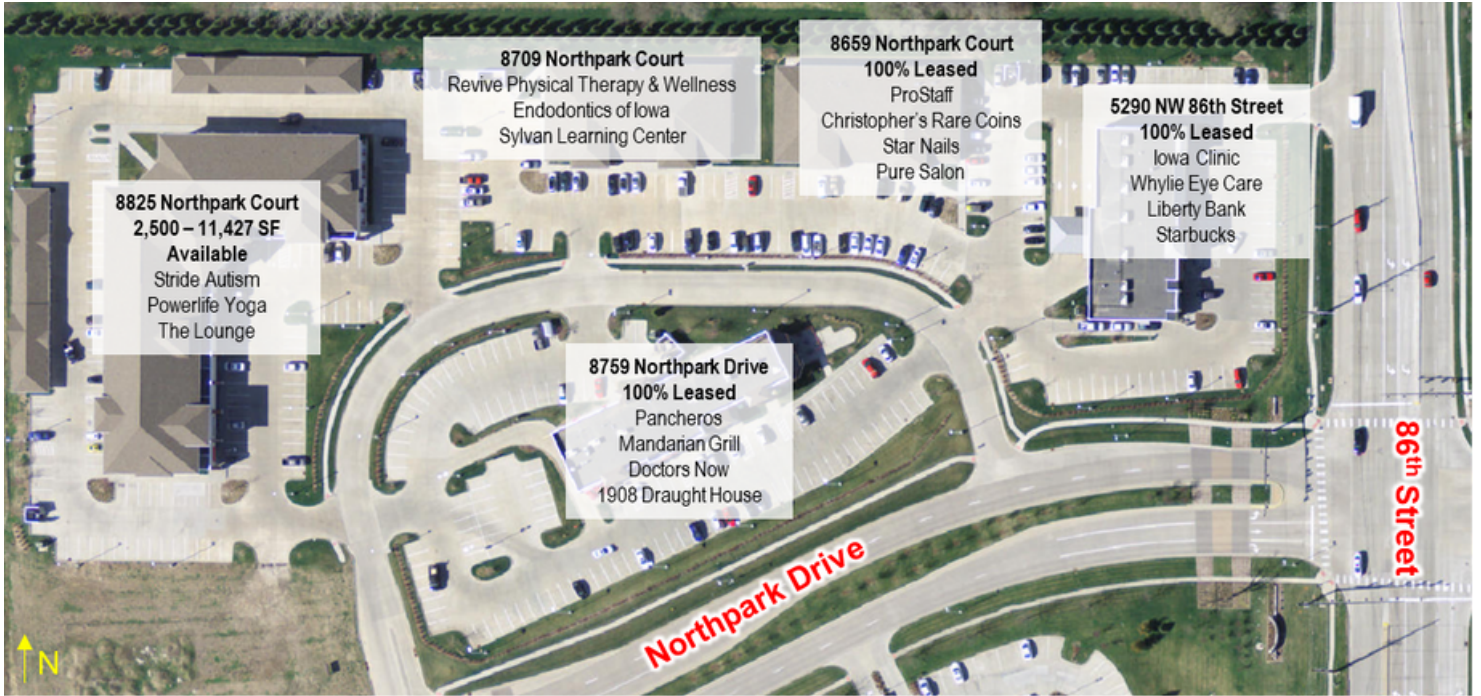 8709 Northpark Court
Revive Physical Therapy & Wellness
Endodontics of Iowa
Sylvan Learning Center
8659 Northpark Court
100% Leased
ProStaff
Christopher's Rare Coins
Star Nails
Pure Salon
5290 NW 86th Street
100% Leased
Iowa Clinic
Whylie Eye Care
Liberty Bank
Starbucks
8825 Northpark Court
2,500 – 11,427 SF
Available
Stride Autism
Powerlife Yoga
The Lounge
8759 Northpark Drive
100% Leased
Pancheros
Mandarian Grill
Doctors Now
1908 Draught House
Northpark Drive
86th Street
N